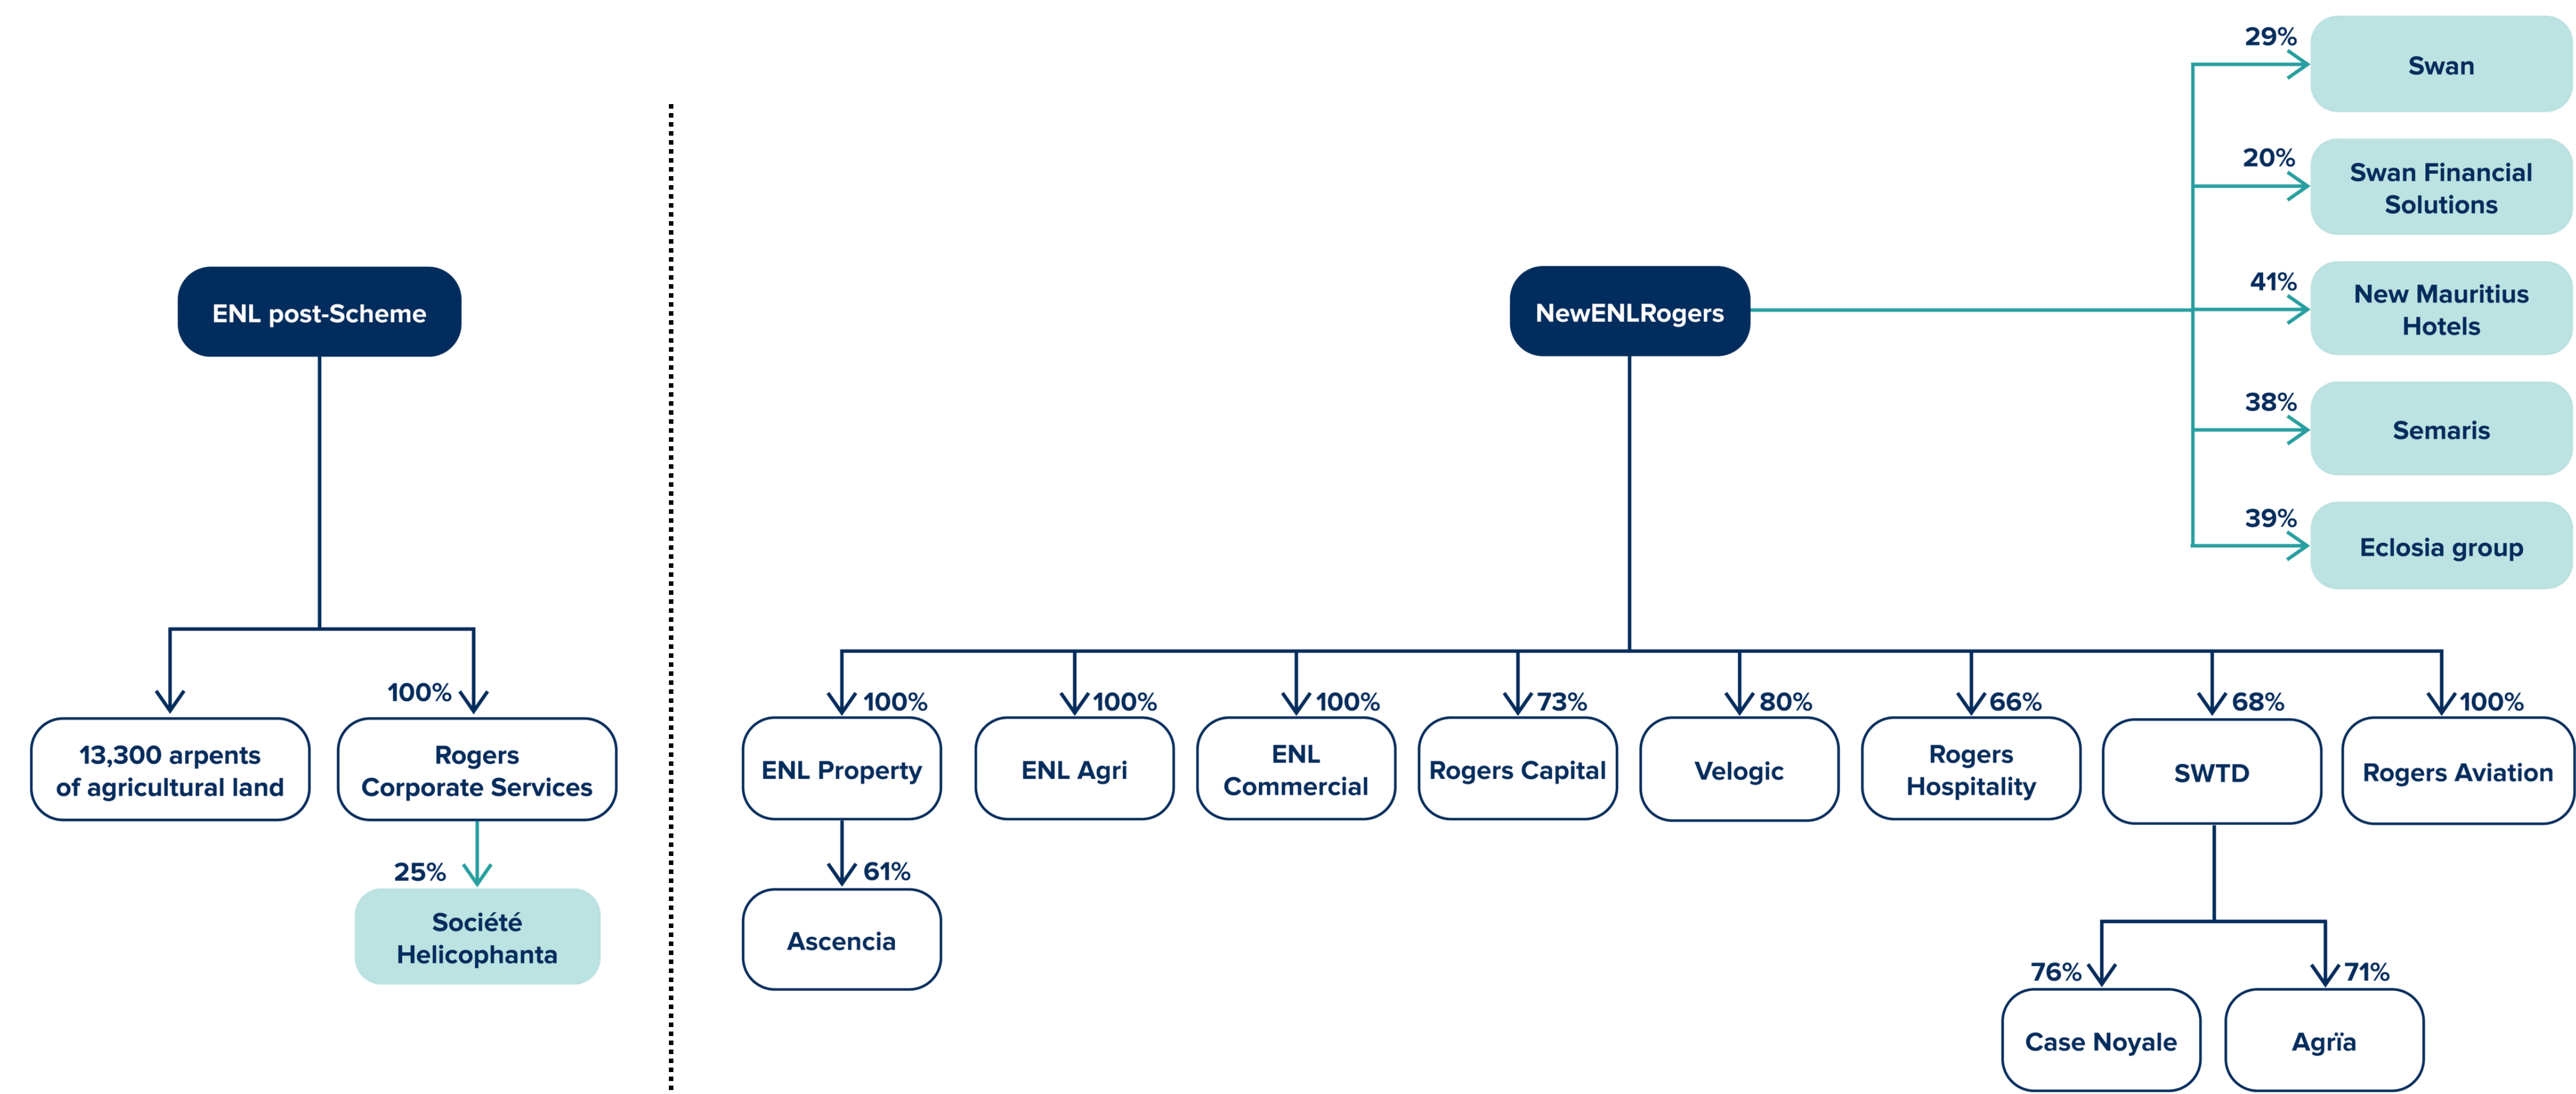 29%
Swan
20%
Swan Financial
Solutions
41%
New Mauritius
Hotels
38%
Semaris
39%
Eclosia group
ENL post-Scheme
NewENLRogers
100%
13,300 arpents
of agricultural land
Rogers
Corporate Services
25%
Société
Helicophanta
100%
ENL Property
100%
ENL Agri
100%
ENL
Commercial
73%
Rogers Capital
80%
Velogic
66%
Rogers
Hospitality
68%
SWTD
100%
Rogers Aviation
61%
Ascencia
76%
Case Noyale
71%
Agrïa